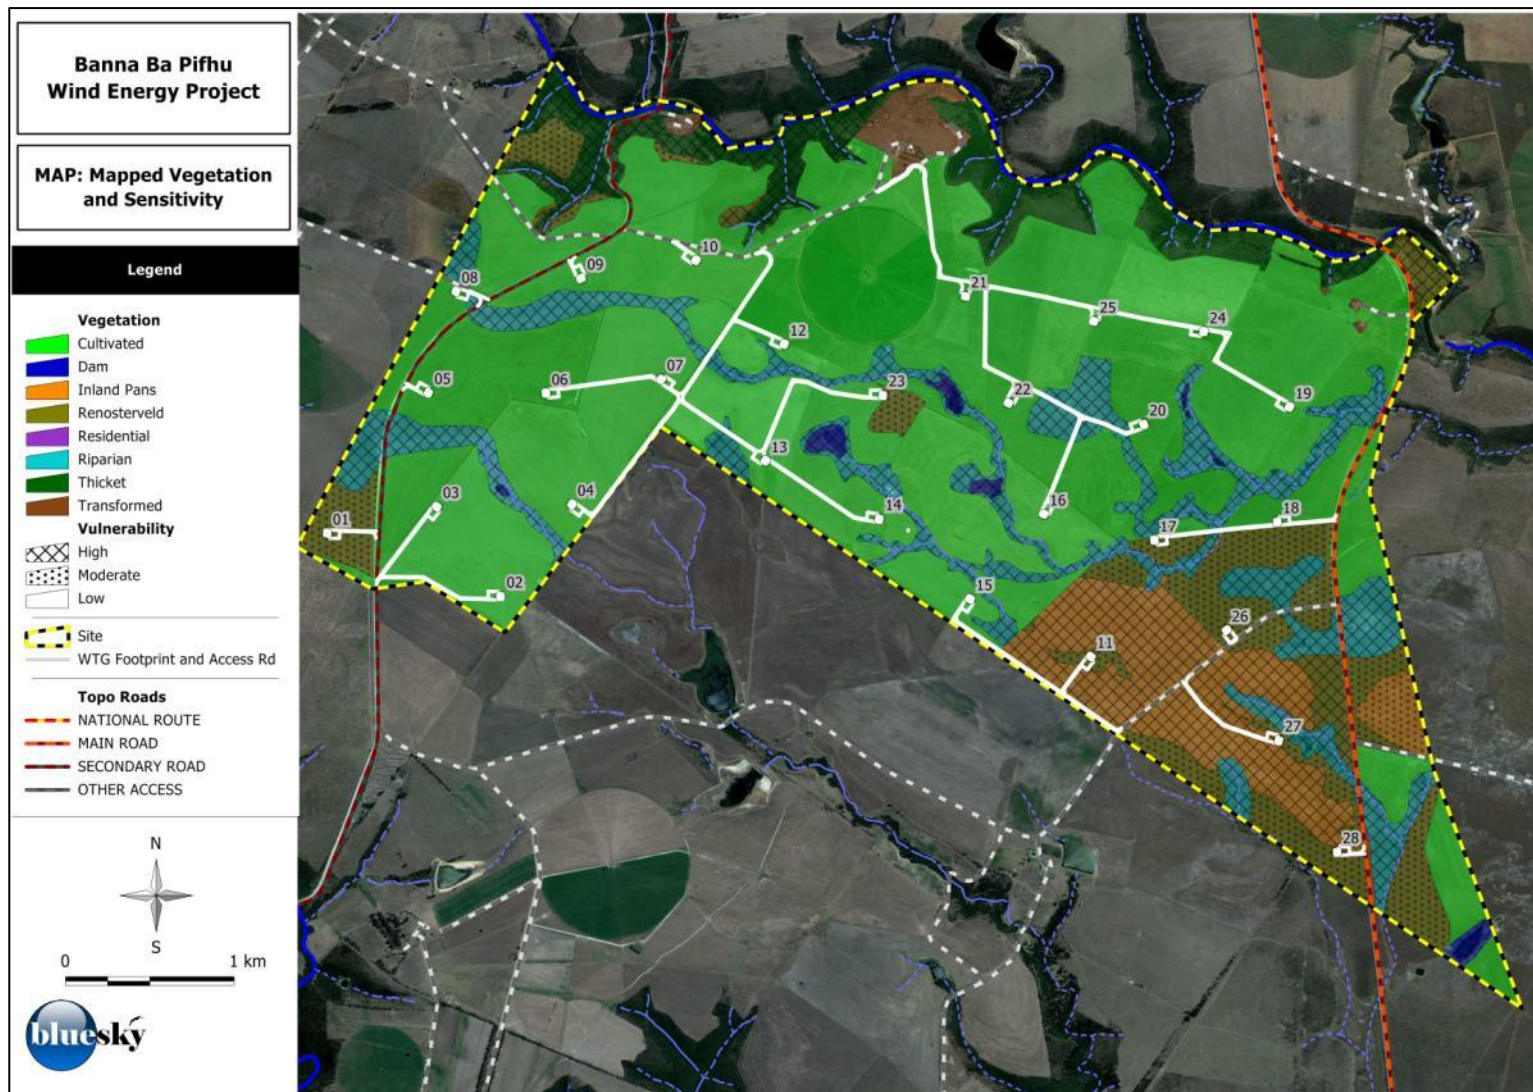 Banna Ba Pifhu
Wind Energy Project
MAP: Mapped Vegetation
and Sensitivity
Legend
Vegetation
Cultivated
Dam
Inland Pans
Renosterveld
Residential
Riparian
Thicket
Transformed
Vulnerability
High
Moderate
Low
Site
WTG Footprint and Access Rd
Topo Roads
NATIONAL ROUTE
MAIN ROAD
SECONDARY ROAD
OTHER ACCESS
N
S
0 1 km
bluesky
10
09
08
21
25
24
12
07
06
05
23
22
20
19
13
03
04
14
16
18
17
01
02
15
26
11
27
28